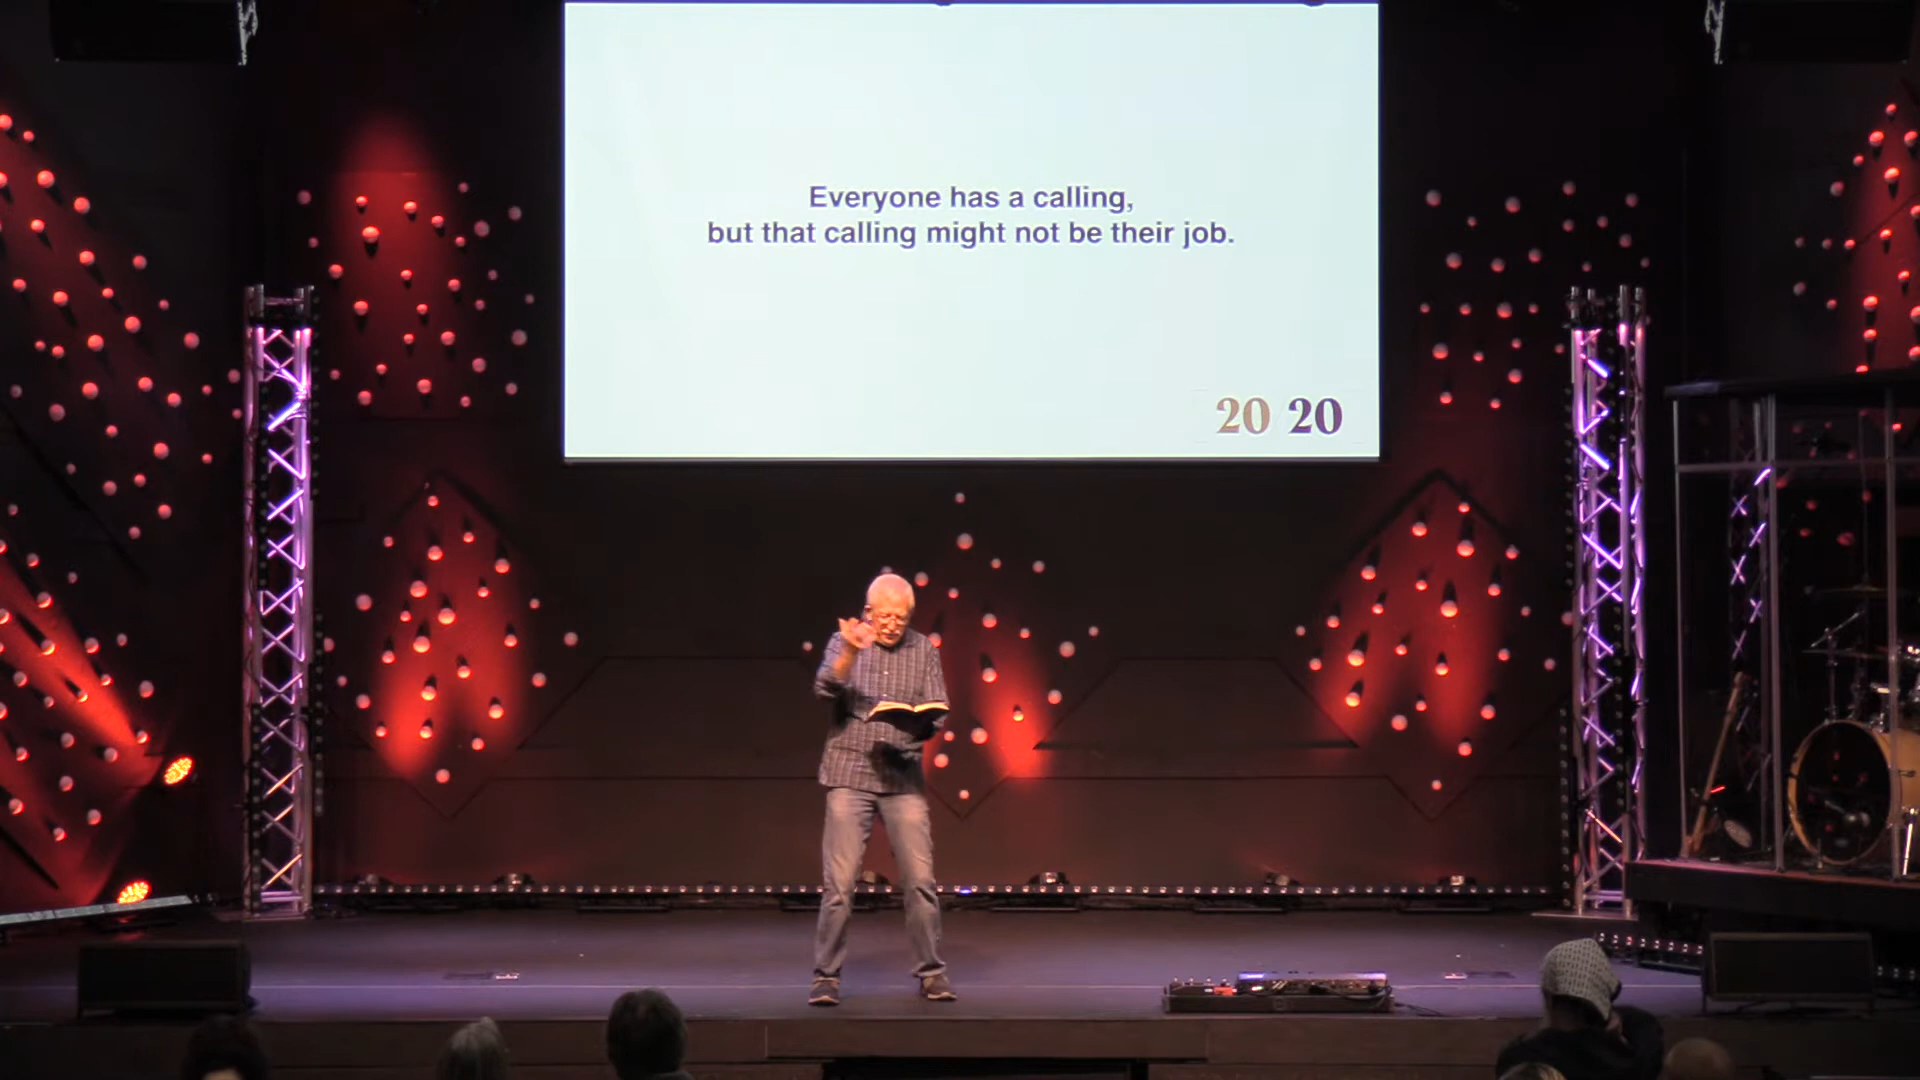 Everyone has a calling,
but that calling might not be their job.
20 20